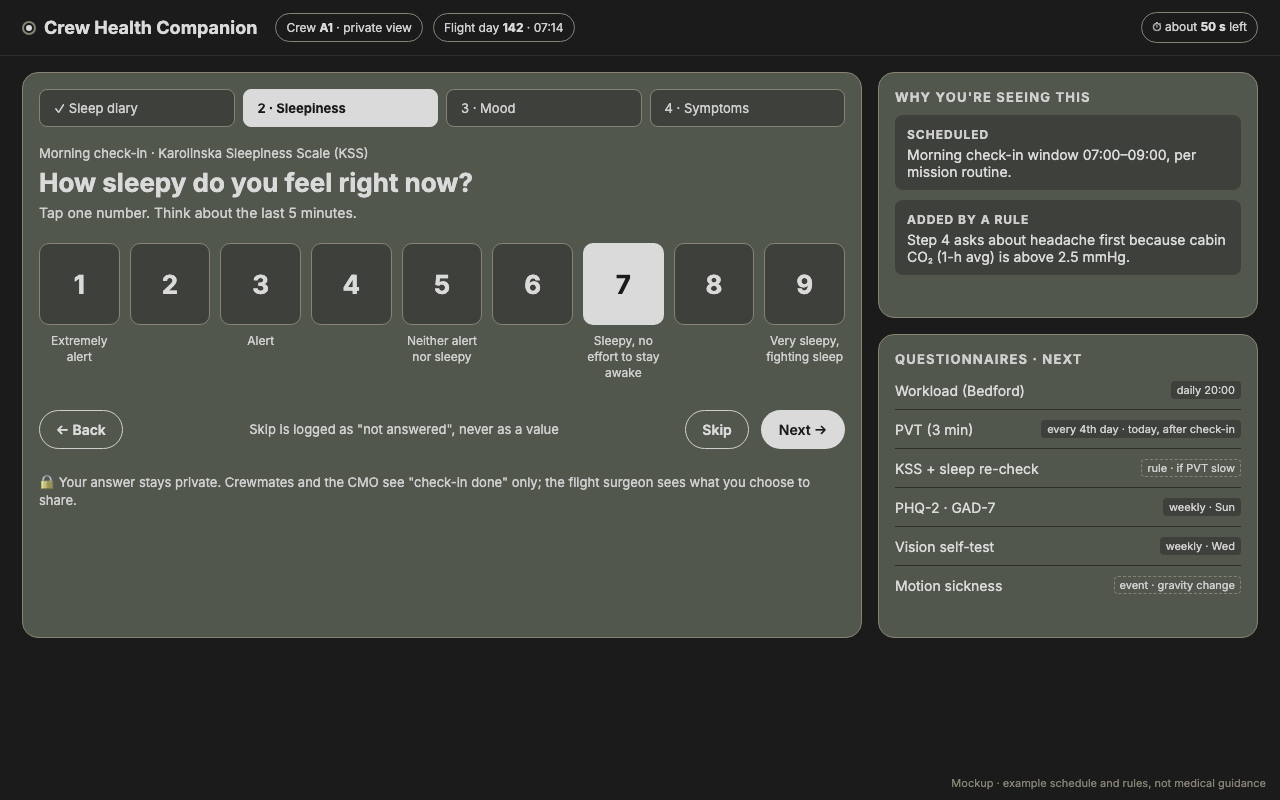 Crew Health Companion
Crew A1 · private view
Flight day 142 · 07:14
⏱ about 50 s left
✓ Sleep diary
2 · Sleepiness
3 · Mood
4 · Symptoms
Morning check-in · Karolinska Sleepiness Scale (KSS)
How sleepy do you feel right now?
Tap one number. Think about the last 5 minutes.
1
2
3
4
5
6
7
8
9
Extremely
alert
Alert
Neither alert
nor sleepy
Sleepy, no
effort to stay
awake
Very sleepy,
fighting sleep
← Back
Skip is logged as "not answered", never as a value
Skip
Next →
🔒 Your answer stays private. Crewmates and the CMO see "check-in done" only; the flight surgeon sees what you choose to
share.
WHY YOU'RE SEEING THIS
SCHEDULED
Morning check-in window 07:00–09:00, per
mission routine.
ADDED BY A RULE
Step 4 asks about headache first because cabin
CO₂ (1-h avg) is above 2.5 mmHg.
QUESTIONNAIRES · NEXT
Workload (Bedford)
daily 20:00
PVT (3 min)
every 4th day · today, after check-in
KSS + sleep re-check
rule · if PVT slow
PHQ-2 · GAD-7
weekly · Sun
Vision self-test
weekly · Wed
Motion sickness
event · gravity change
Mockup · example schedule and rules, not medical guidance